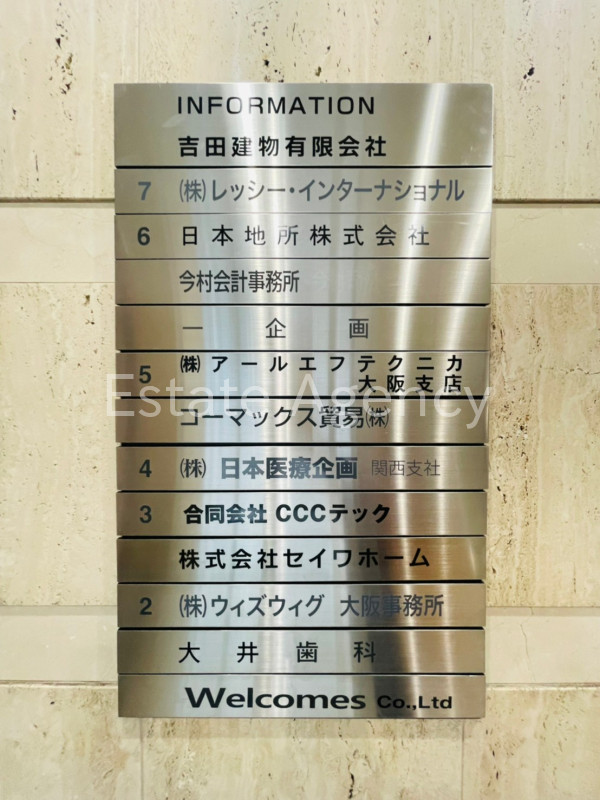 INFORMATION
吉田建物有限会社
7 ㈱レッシー・インターナショナル
6 日本地所株式会社
今村会計事務所
一企画
5 ㈱アールエフテクニカ
大阪支店
コーマックス貿易㈱
4 ㈱ 日本医療企画 関西支社
3 合同会社 CCCテック
株式会社セイワホーム
2 ㈱ウィズウィグ 大阪事務所
大井歯科
Welcomes Co.,Ltd
Estate Agency